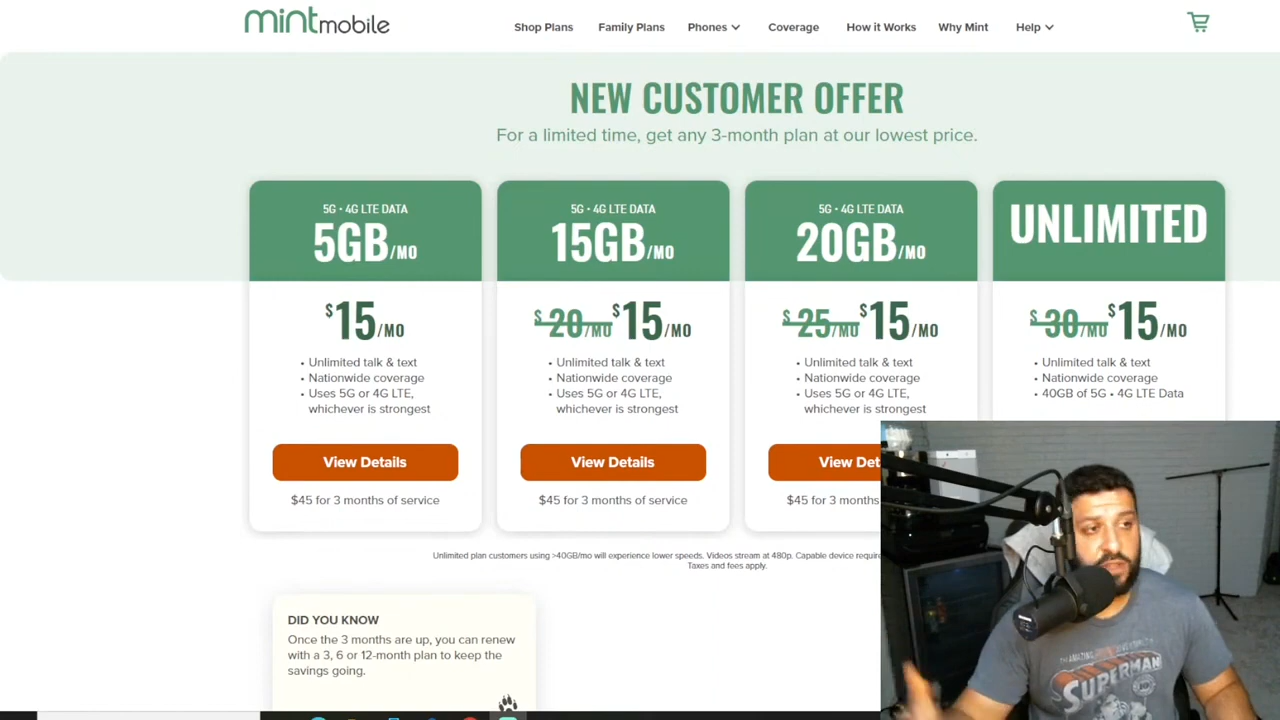 mintmobile
Shop Plans Family Plans Phones Coverage How it Works Why Mint Help
NEW CUSTOMER OFFER
For a limited time, get any 3-month plan at our lowest price.
5G • 4G LTE DATA
5GB/MO
$15/MO
• Unlimited talk & text
• Nationwide coverage
• Uses 5G or 4G LTE,
whichever is strongest
View Details
$45 for 3 months of service
5G • 4G LTE DATA
15GB/MO
$20/MO $15/MO
• Unlimited talk & text
• Nationwide coverage
• Uses 5G or 4G LTE,
whichever is strongest
View Details
$45 for 3 months of service
5G • 4G LTE DATA
20GB/MO
$25/MO $15/MO
• Unlimited talk & text
• Nationwide coverage
• Uses 5G or 4G LTE,
whichever is strongest
View Det
$45 for 3 months
UNLIMITED
$30/MO $15/MO
• Unlimited talk & text
• Nationwide coverage
• 40GB of 5G • 4G LTE Data
Unlimited plan customers using >40GB/mo will experience lower speeds. Videos stream at 480p. Capable device require
Taxes and fees apply.
DID YOU KNOW
Once the 3 months are up, you can renew
with a 3, 6 or 12-month plan to keep the
savings going.
THE AMAZING
SUPERMAN